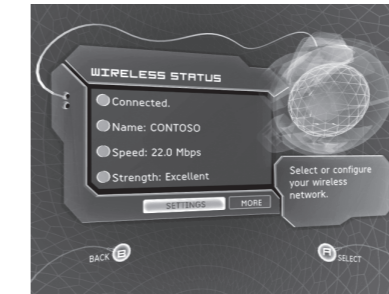 WIRELESS STATUS
Connected.
Name: CONTOSO
Speed: 22.0 Mbps
Strength: Excellent
SETTINGS
MORE
Select or configure
your wireless
network.
BACK B
A SELECT